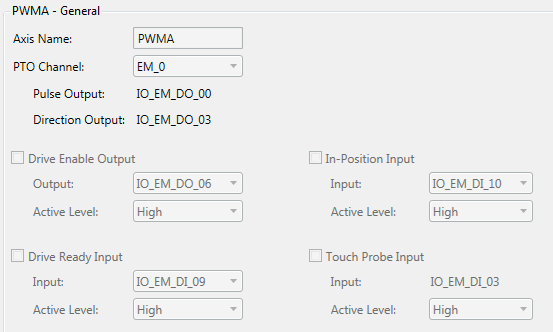 PWMA - General
Axis Name: PWMA
PTO Channel: EM_0
Pulse Output: IO_EM_DO_00
Direction Output: IO_EM_DO_03
Drive Enable Output In-Position Input
Output: IO_EM_DO_06 Input: IO_EM_DI_10
Active Level: High Active Level: High
Drive Ready Input Touch Probe Input
Input: IO_EM_DI_09 Input: IO_EM_DI_03
Active Level: High Active Level: High